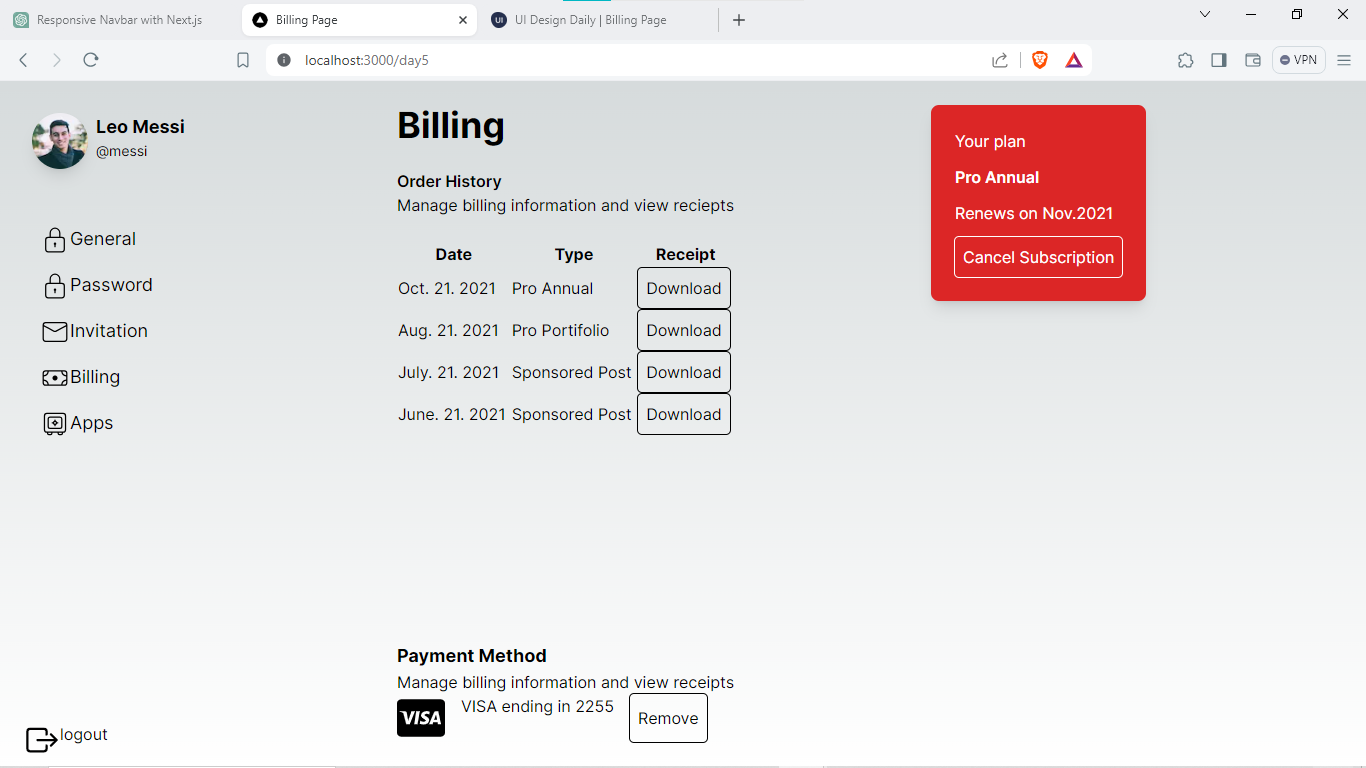 Responsive Navbar with Next.js
Billing Page
UI
UI Design Daily | Billing Page
localhost:3000/day5
VPN
Leo Messi
@messi
General
Password
Invitation
Billing
Apps
logout
Billing
Order History
Manage billing information and view reciepts
Date Type Receipt
Oct. 21. 2021 Pro Annual Download
Aug. 21. 2021 Pro Portifolio Download
July. 21. 2021 Sponsored Post Download
June. 21. 2021 Sponsored Post Download
Payment Method
Manage billing information and view receipts
VISA VISA ending in 2255 Remove
Your plan
Pro Annual
Renews on Nov.2021
Cancel Subscription